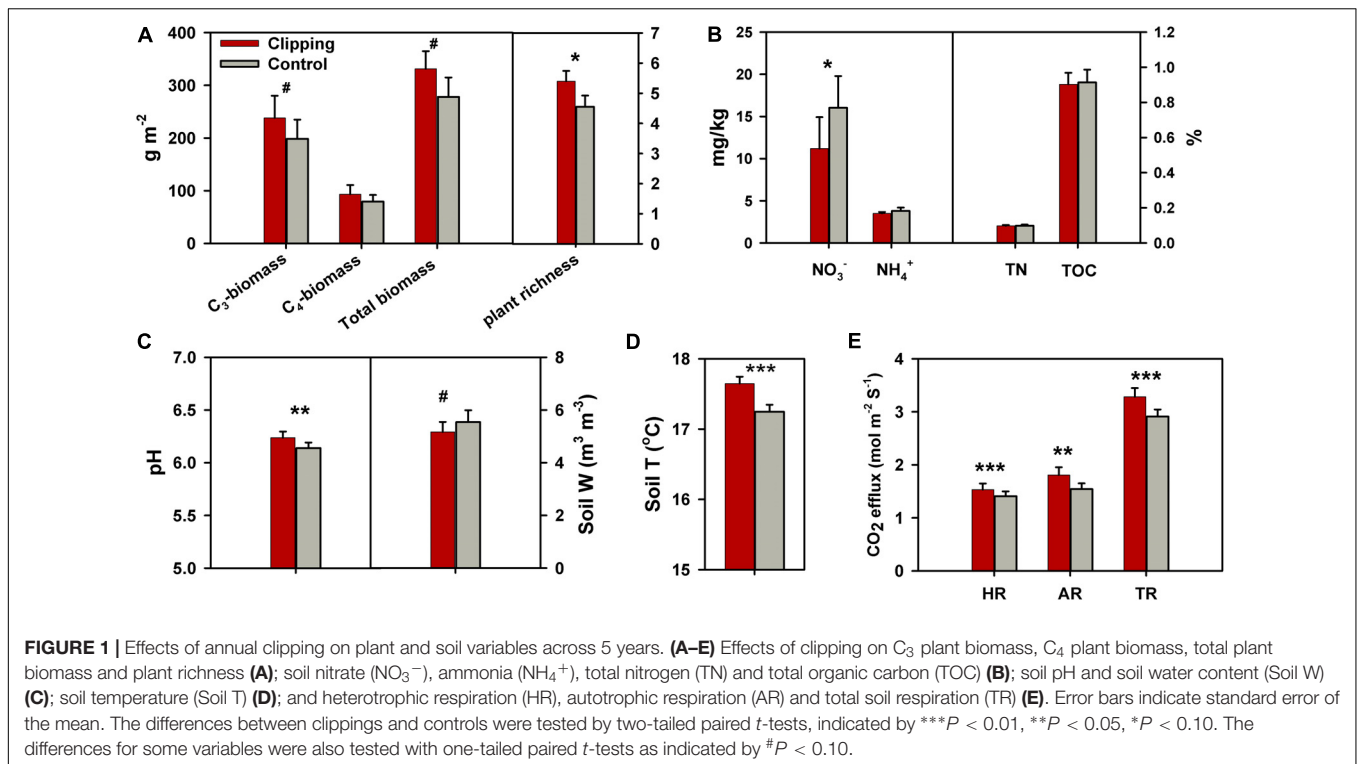 A
400
300
200
100
0
g m⁻²
Clipping
Control
#
#
*
7
6
5
4
3
2
1
0
C₃-biomass
C₄-biomass
Total biomass
plant richness
B
25
20
15
10
5
0
mg/kg
*
1.2
1.0
0.8
0.6
0.4
0.2
0.0
%
NO₃⁻
NH₄⁺
TN
TOC
C
7.0
6.5
6.0
5.5
5.0
pH
**
#
8
6
4
2
0
Soil W (m³ m⁻³)
D
18
17
16
15
Soil T (°C)
***
E
4
3
2
1
0
CO₂ efflux (mol m⁻² S⁻¹)
***
**
***
HR
AR
TR
FIGURE 1 | Effects of annual clipping on plant and soil variables across 5 years. (A–E) Effects of clipping on C₃ plant biomass, C₄ plant biomass, total plant
biomass and plant richness (A); soil nitrate (NO₃⁻), ammonia (NH₄⁺), total nitrogen (TN) and total organic carbon (TOC) (B); soil pH and soil water content (Soil W)
(C); soil temperature (Soil T) (D); and heterotrophic respiration (HR), autotrophic respiration (AR) and total soil respiration (TR) (E). Error bars indicate standard error of
the mean. The differences between clippings and controls were tested by two-tailed paired t-tests, indicated by ***P < 0.01, **P < 0.05, *P < 0.10. The
differences for some variables were also tested with one-tailed paired t-tests as indicated by #P < 0.10.